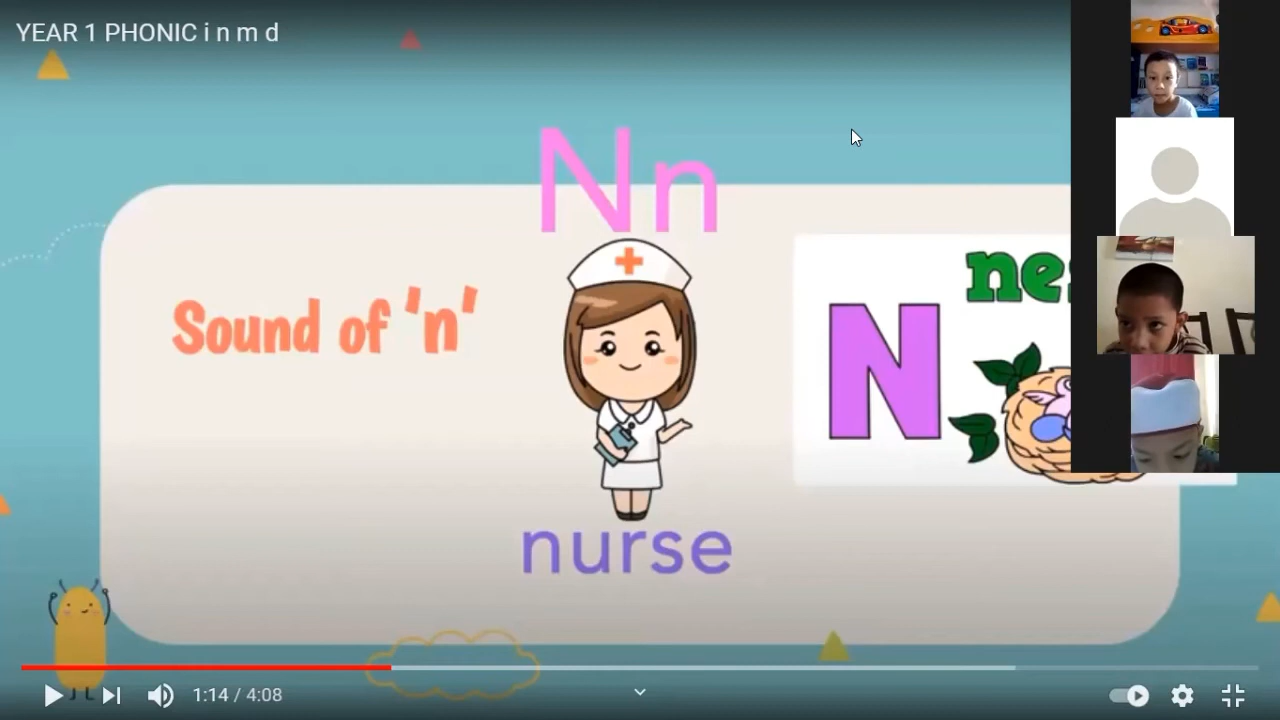 YEAR 1 PHONIC i n m d
Nn
Sound of 'n'
nurse
N
1:14 / 4:08